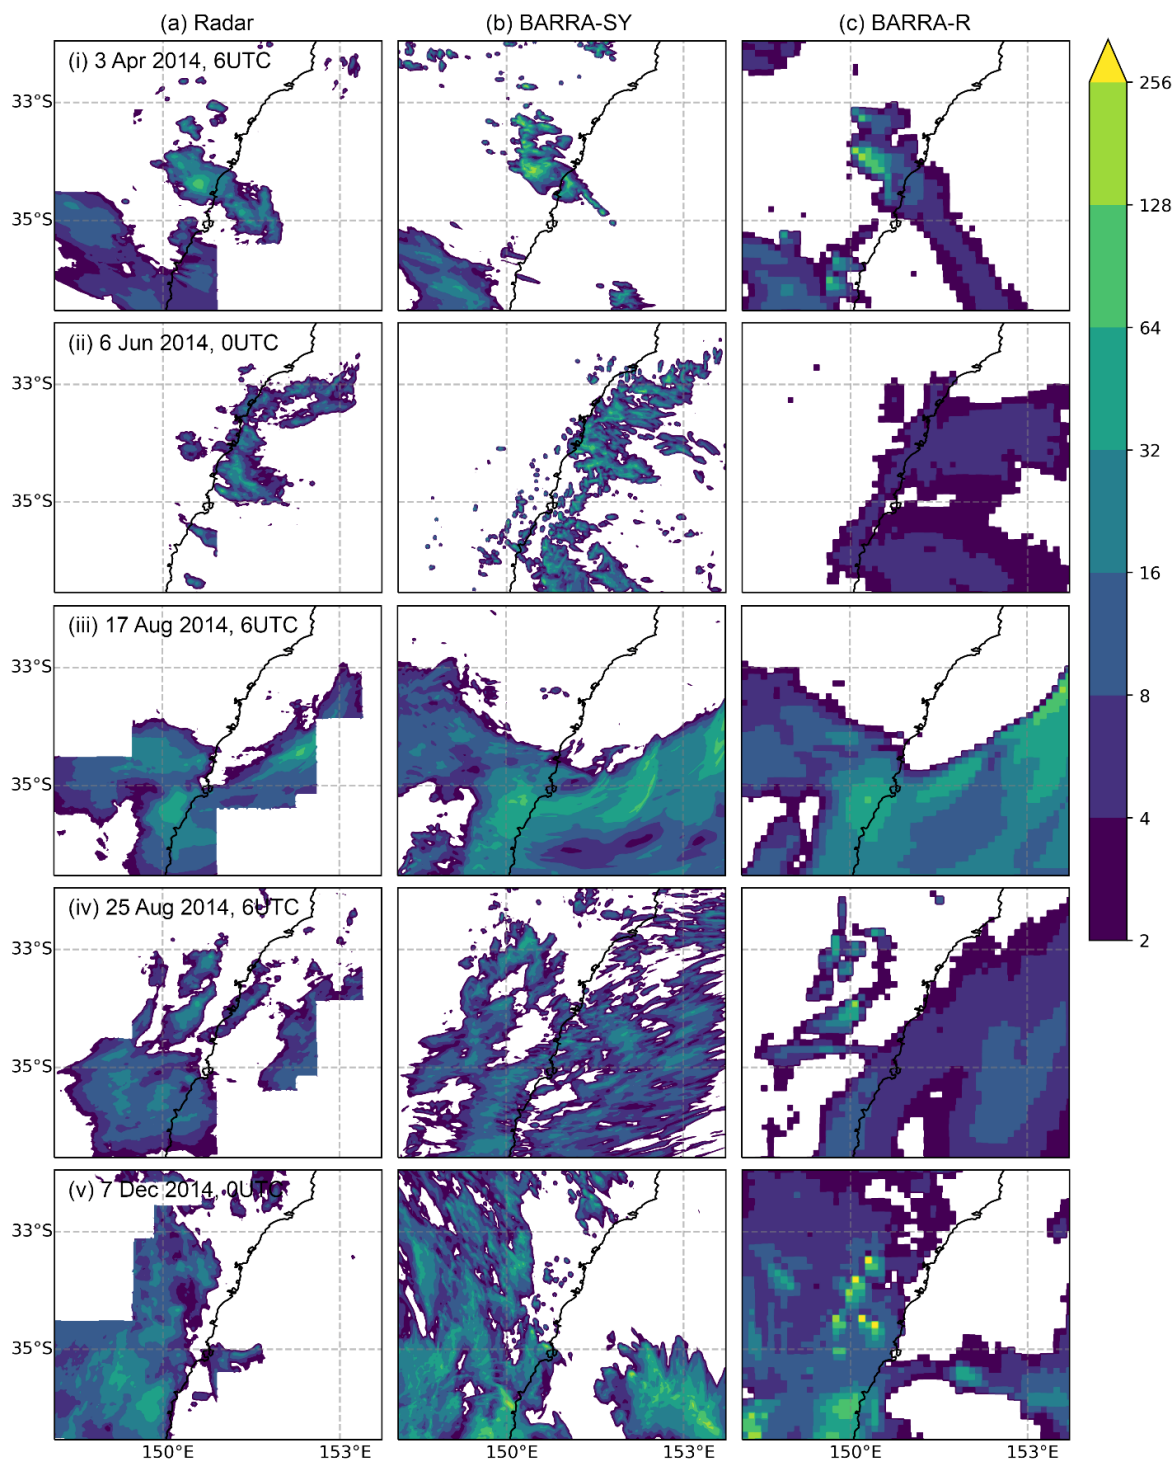 (a) Radar (b) BARRA-SY (c) BARRA-R
(i) 3 Apr 2014, 6UTC
33°S
35°S
(ii) 6 Jun 2014, 0UTC
33°S
35°S
(iii) 17 Aug 2014, 6UTC
33°S
35°S
(iv) 25 Aug 2014, 6UTC
33°S
35°S
(v) 7 Dec 2014, 0UTC
33°S
35°S
150°E 153°E 150°E 153°E 150°E 153°E
256
128
64
32
16
8
4
2